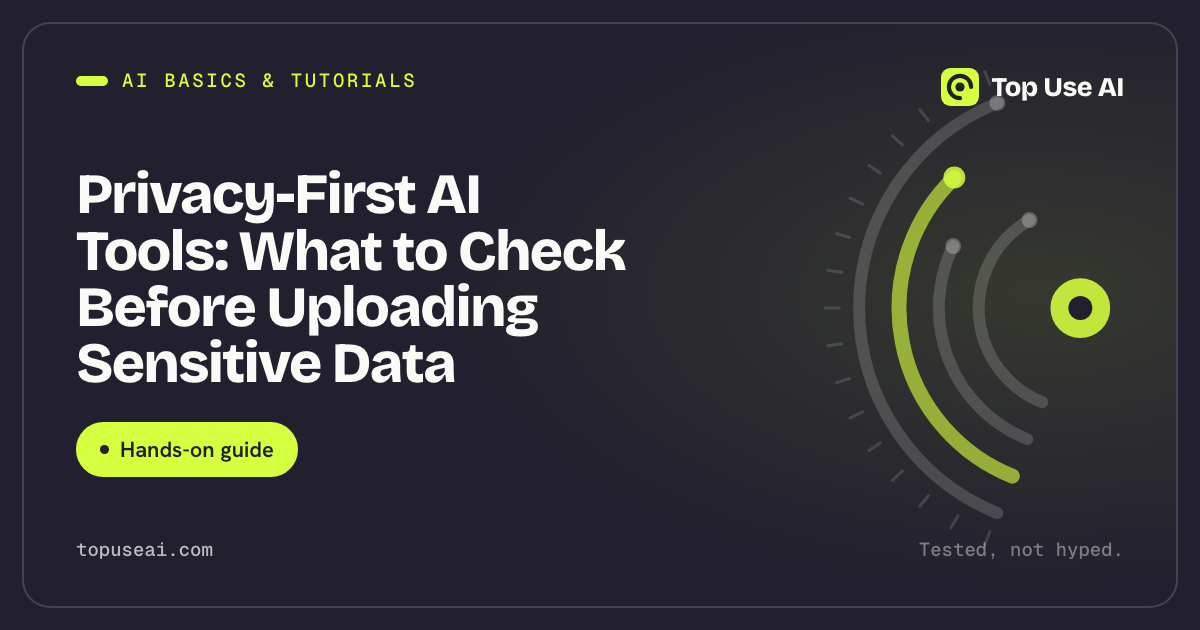 AI BASICS & TUTORIALS
Top Use AI
Privacy-First AI
Tools: What to Check
Before Uploading
Sensitive Data
Hands-on guide
topuseai.com
Tested, not hyped.